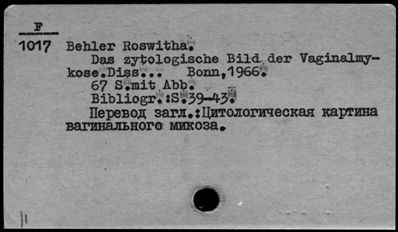 F
1017 Behler Roswitha.
Das zytologische Bild der Vaginalmy-
kose.Diss... Bonn,1966.
67 S.mit Abb.
Bibliogr.:S.39-43.
Перевод загл.:Цитологическая картина
вагинального микоза.